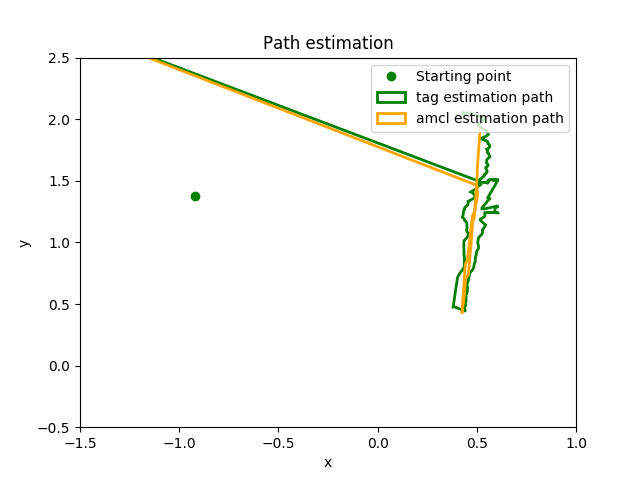 Path estimation
Starting point
tag estimation path
amcl estimation path
2.5
2.0
1.5
1.0
0.5
0.0
−0.5
y
−1.5
−1.0
−0.5
0.0
0.5
1.0
x